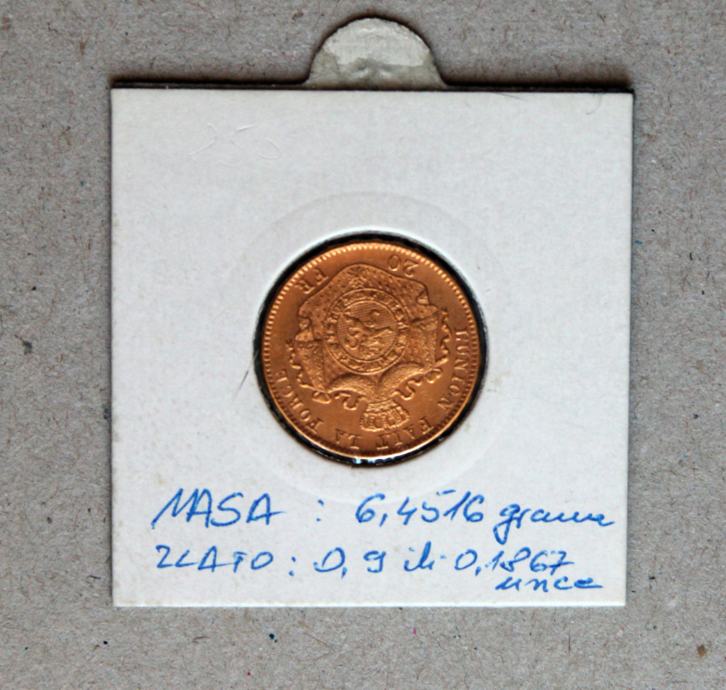 L'UNION FAIT LA FORCE
20 FR
MASA : 6,4516 grama
ZLATO : 0,9 ili 0,1867
unce